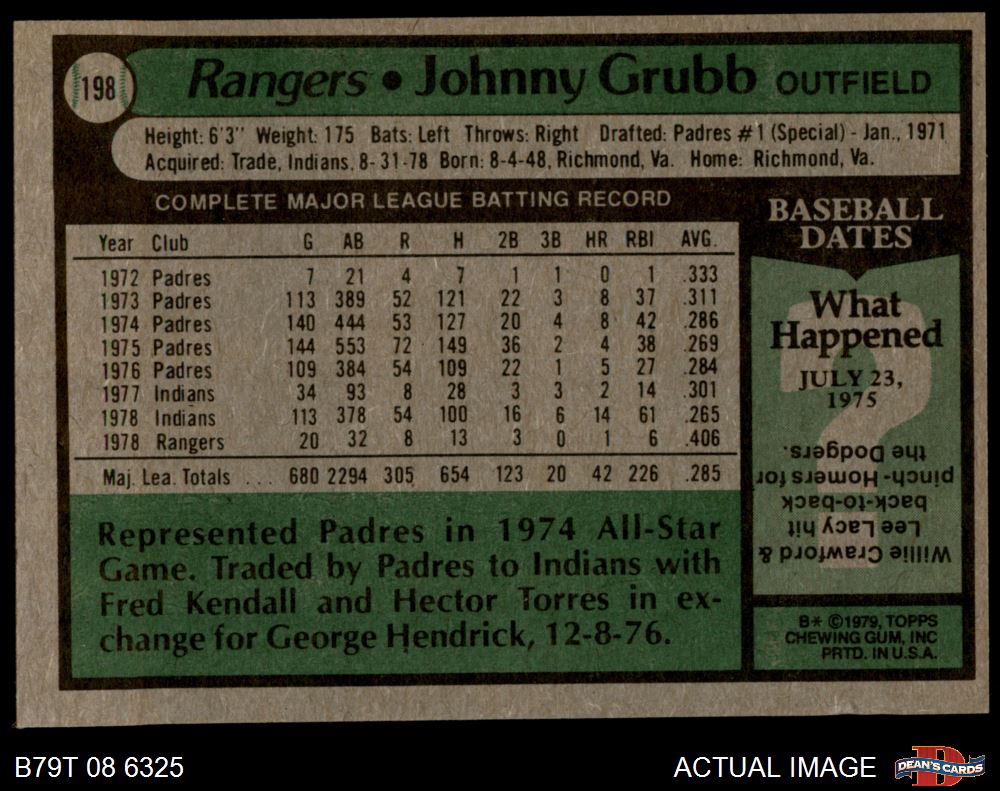 198
Rangers • Johnny Grubb OUTFIELD
Height: 6'3" Weight: 175 Bats: Left Throws: Right Drafted: Padres #1 (Special) - Jan., 1971
Acquired: Trade, Indians, 8-31-78 Born: 8-4-48, Richmond, Va. Home: Richmond, Va.
COMPLETE MAJOR LEAGUE BATTING RECORD
Year Club G AB R H 2B 3B HR RBI AVG.
1972 Padres 7 21 4 7 1 1 0 1 .333
1973 Padres 113 389 52 121 22 3 8 37 .311
1974 Padres 140 444 53 127 20 4 8 42 .286
1975 Padres 144 553 72 149 36 2 4 38 .269
1976 Padres 109 384 54 109 22 1 5 27 .284
1977 Indians 34 93 8 28 3 3 2 14 .301
1978 Indians 113 378 54 100 16 6 14 61 .265
1978 Rangers 20 32 8 13 3 0 1 6 .406
Maj. Lea. Totals ... 680 2294 305 654 123 20 42 226 .285
Represented Padres in 1974 All-Star
Game. Traded by Padres to Indians with
Fred Kendall and Hector Torres in ex-
change for George Hendrick, 12-8-76.
BASEBALL
DATES
What
Happened
JULY 23,
1975
?
Willie Crawford &
Lee Lacy hit
back-to-back
pinch-Homers for
the Dodgers.
B* ©1979, TOPPS
CHEWING GUM, INC
PRTD. IN U.S.A.
B79T 08 6325
ACTUAL IMAGE
D
DEAN'S CARDS